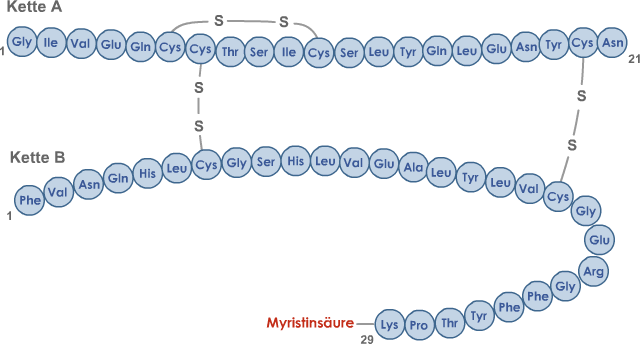 Kette A
S S
Gly Ile Val Glu Gln Cys Cys Thr Ser Ile Cys Ser Leu Tyr Gln Leu Glu Asn Tyr Cys Asn
1 21
S S
S S
Kette B
Phe Val Asn Gln His Leu Cys Gly Ser His Leu Val Glu Ala Leu Tyr Leu Val Cys Gly Glu Arg Gly Phe Phe Tyr Thr Pro Lys
1
Myristinsäure
29